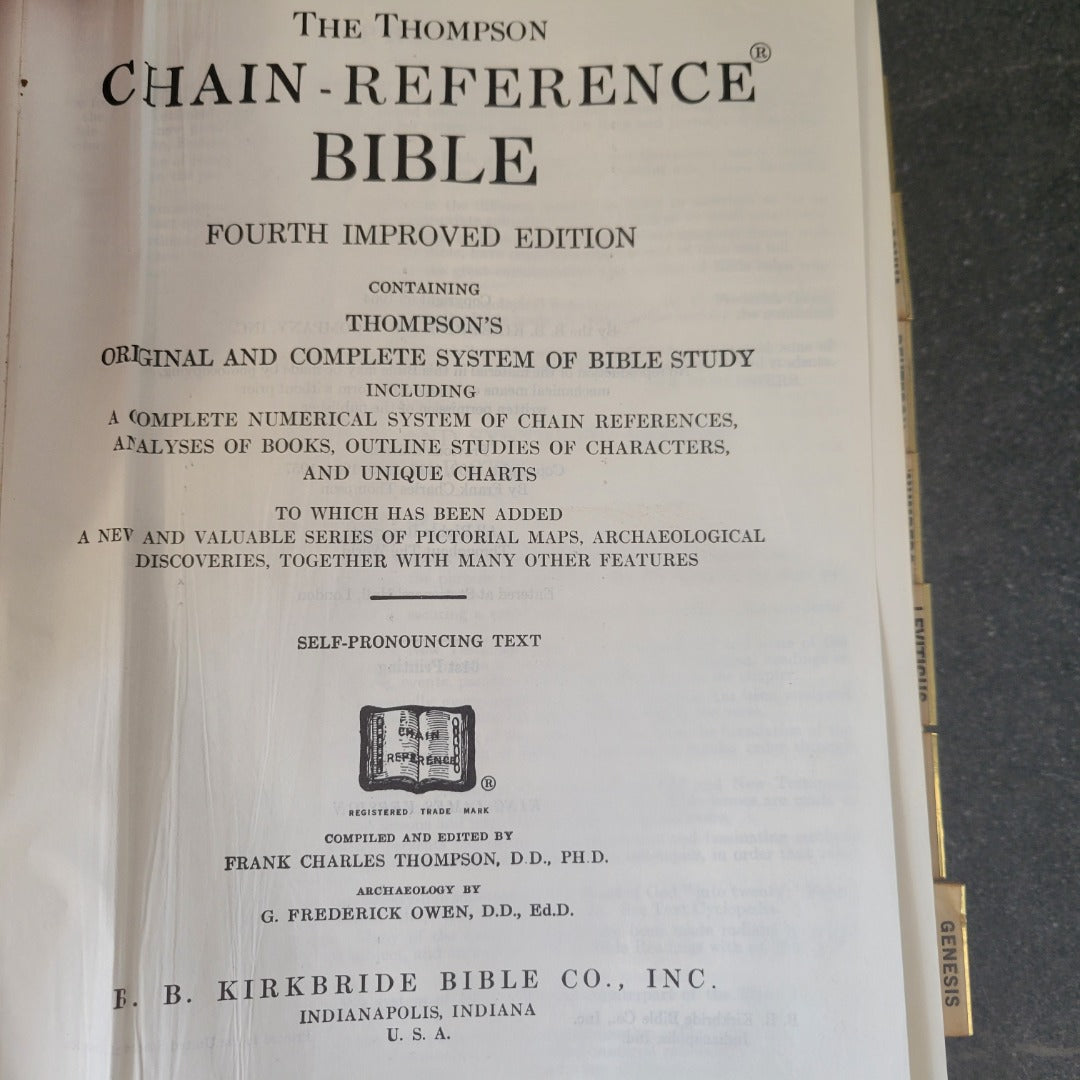 THE THOMPSON
CHAIN-REFERENCE®
BIBLE
FOURTH IMPROVED EDITION
CONTAINING
THOMPSON'S
ORIGINAL AND COMPLETE SYSTEM OF BIBLE STUDY
INCLUDING
A COMPLETE NUMERICAL SYSTEM OF CHAIN REFERENCES,
ANALYSES OF BOOKS, OUTLINE STUDIES OF CHARACTERS,
AND UNIQUE CHARTS
TO WHICH HAS BEEN ADDED
A NEW AND VALUABLE SERIES OF PICTORIAL MAPS, ARCHAEOLOGICAL
DISCOVERIES, TOGETHER WITH MANY OTHER FEATURES
SELF-PRONOUNCING TEXT
CHAIN
REFERENCE
®
REGISTERED TRADE MARK
COMPILED AND EDITED BY
FRANK CHARLES THOMPSON, D.D., PH.D.
ARCHAEOLOGY BY
G. FREDERICK OWEN, D.D., Ed.D.
B. B. KIRKBRIDE BIBLE CO., INC.
INDIANAPOLIS, INDIANA
U. S. A.
LEVITICUS
GENESIS